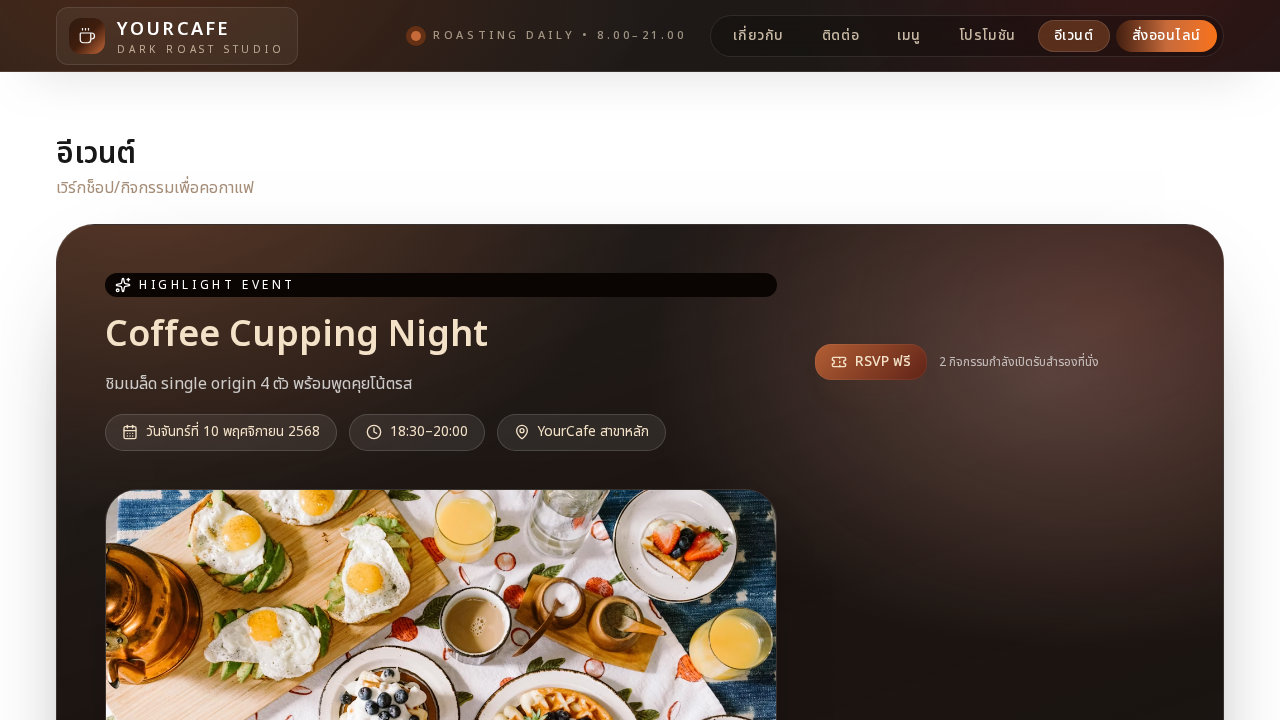 YOURCAFE
DARK ROAST STUDIO
ROASTING DAILY • 8.00–21.00
เกี่ยวกับ
ติดต่อ
เมนู
โปรโมชัน
อีเวนต์
สั่งออนไลน์
อีเวนต์
เวิร์กช็อป/กิจกรรมเพื่อคอกาแฟ
HIGHLIGHT EVENT
Coffee Cupping Night
ชิมเมล็ด single origin 4 ตัว พร้อมพูดคุยโน้ตรส
วันจันทร์ที่ 10 พฤศจิกายน 2568
18:30–20:00
YourCafe สาขาหลัก
RSVP ฟรี
2 กิจกรรมกำลังเปิดรับสำรองที่นั่ง